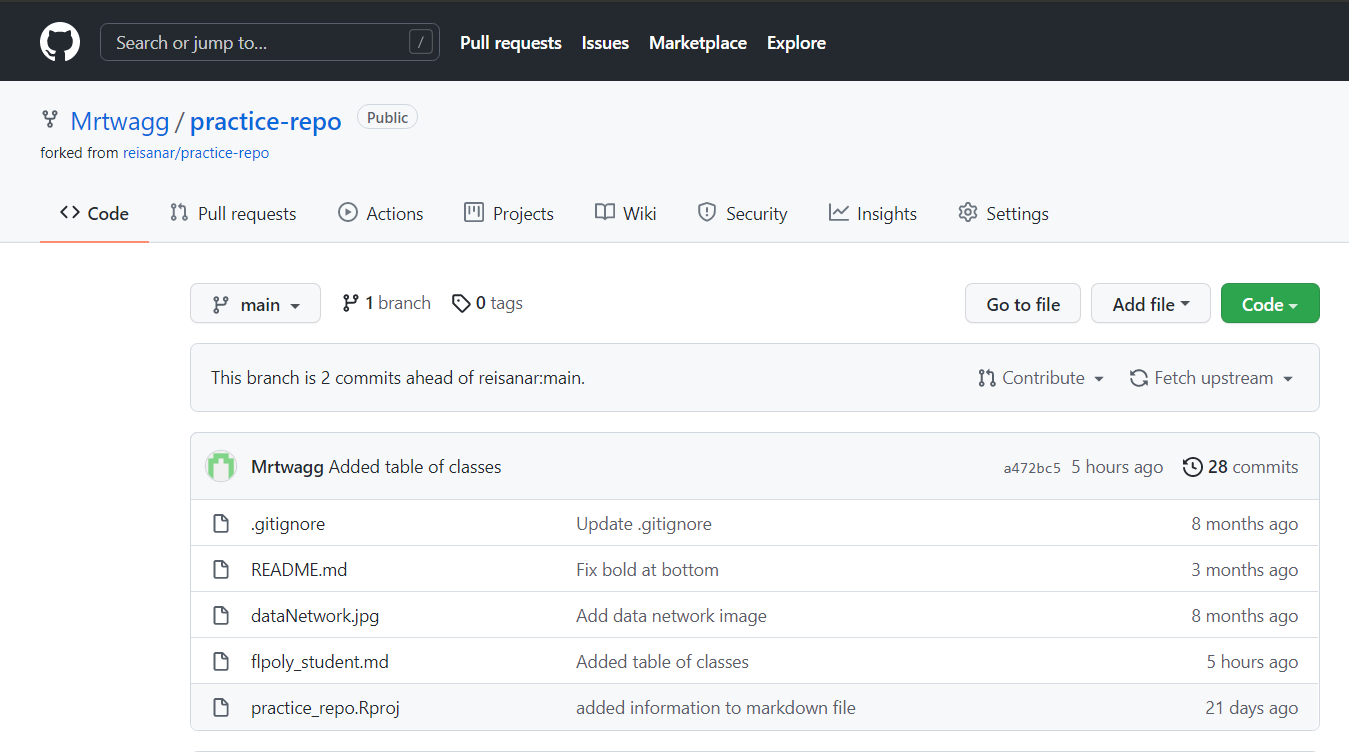 Search or jump to... / Pull requests Issues Marketplace Explore
Mrtwagg / practice-repo Public
forked from reisanar/practice-repo
Code Pull requests Actions Projects Wiki Security Insights Settings
main 1 branch 0 tags Go to file Add file Code
This branch is 2 commits ahead of reisanar:main. Contribute Fetch upstream
Mrtwagg Added table of classes a472bc5 5 hours ago 28 commits
.gitignore Update .gitignore 8 months ago
README.md Fix bold at bottom 3 months ago
dataNetwork.jpg Add data network image 8 months ago
flpoly_student.md Added table of classes 5 hours ago
practice_repo.Rproj added information to markdown file 21 days ago